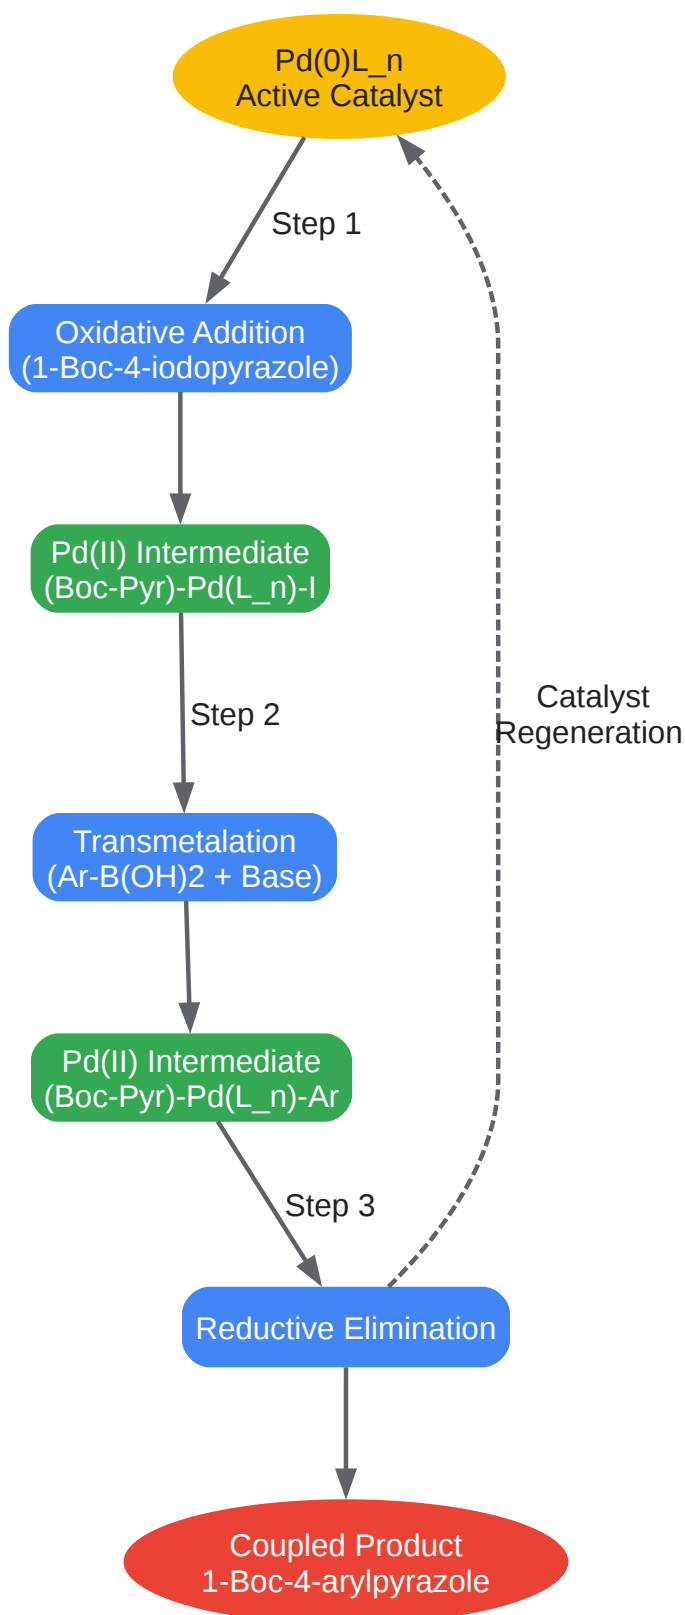 Pd(0)L_n
Active Catalyst
Step 1
Oxidative Addition
(1-Boc-4-iodopyrazole)
Pd(II) Intermediate
(Boc-Pyr)-Pd(L_n)-I
Step 2
Catalyst
Regeneration
Transmetalation
(Ar-B(OH)2 + Base)
Pd(II) Intermediate
(Boc-Pyr)-Pd(L_n)-Ar
Step 3
Reductive Elimination
Coupled Product
1-Boc-4-arylpyrazole